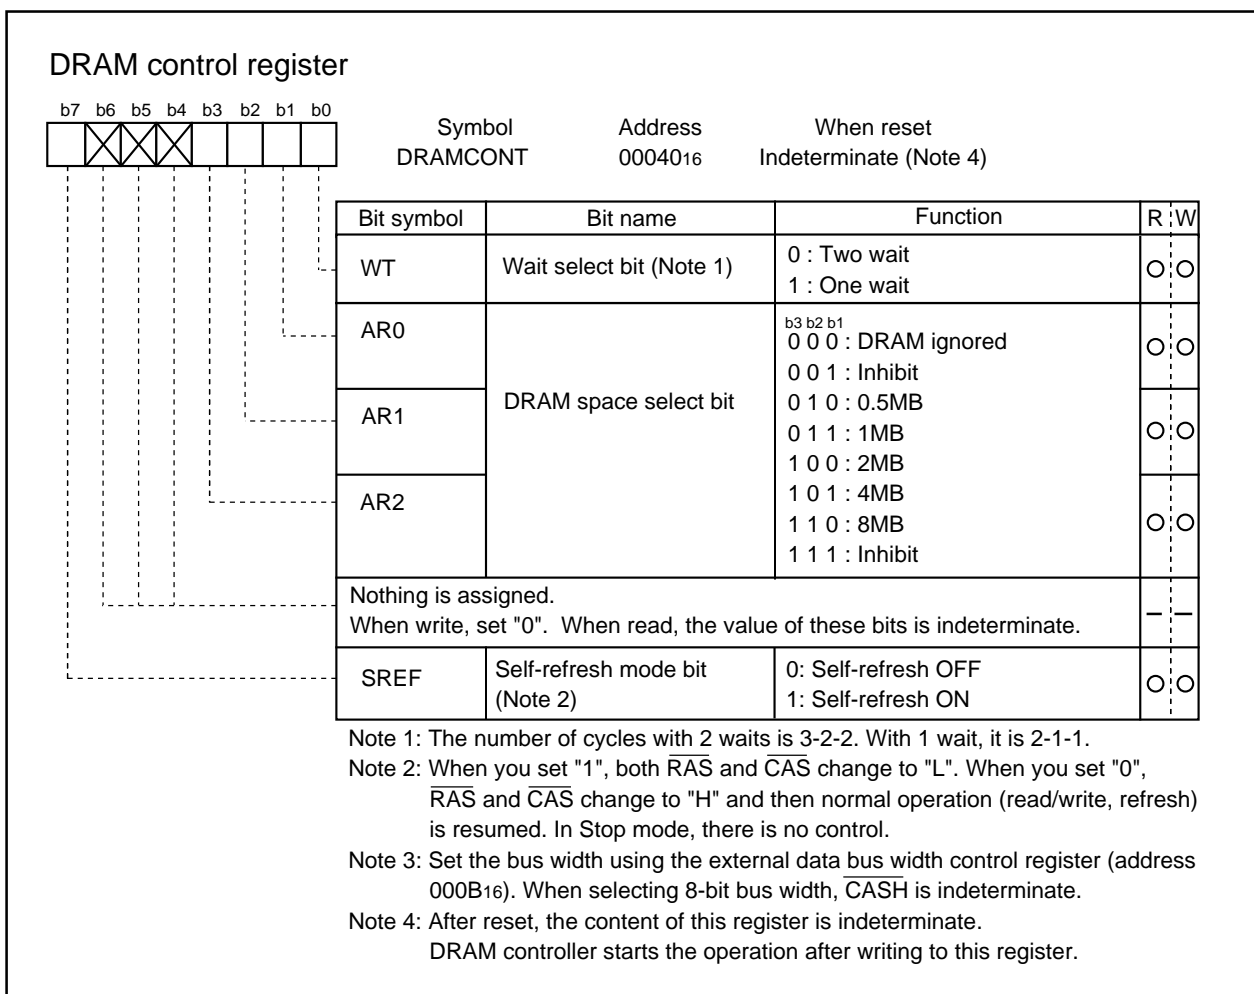 DRAM control register
b7 b6 b5 b4 b3 b2 b1 b0
Symbol Address When reset
DRAMCONT 0004016 Indeterminate (Note 4)
Bit symbol Bit name Function R W
WT Wait select bit (Note 1) 0 : Two wait
1 : One wait
AR0 b3 b2 b1
0 0 0 : DRAM ignored
0 0 1 : Inhibit
AR1 DRAM space select bit 0 1 0 : 0.5MB
0 1 1 : 1MB
1 0 0 : 2MB
AR2 1 0 1 : 4MB
1 1 0 : 8MB
1 1 1 : Inhibit
Nothing is assigned.
When write, set "0". When read, the value of these bits is indeterminate.
SREF Self-refresh mode bit 0: Self-refresh OFF
(Note 2) 1: Self-refresh ON
Note 1: The number of cycles with 2 waits is 3-2-2. With 1 wait, it is 2-1-1.
Note 2: When you set "1", both RAS and CAS change to "L". When you set "0",
RAS and CAS change to "H" and then normal operation (read/write, refresh)
is resumed. In Stop mode, there is no control.
Note 3: Set the bus width using the external data bus width control register (address
000B16). When selecting 8-bit bus width, CASH is indeterminate.
Note 4: After reset, the content of this register is indeterminate.
DRAM controller starts the operation after writing to this register.